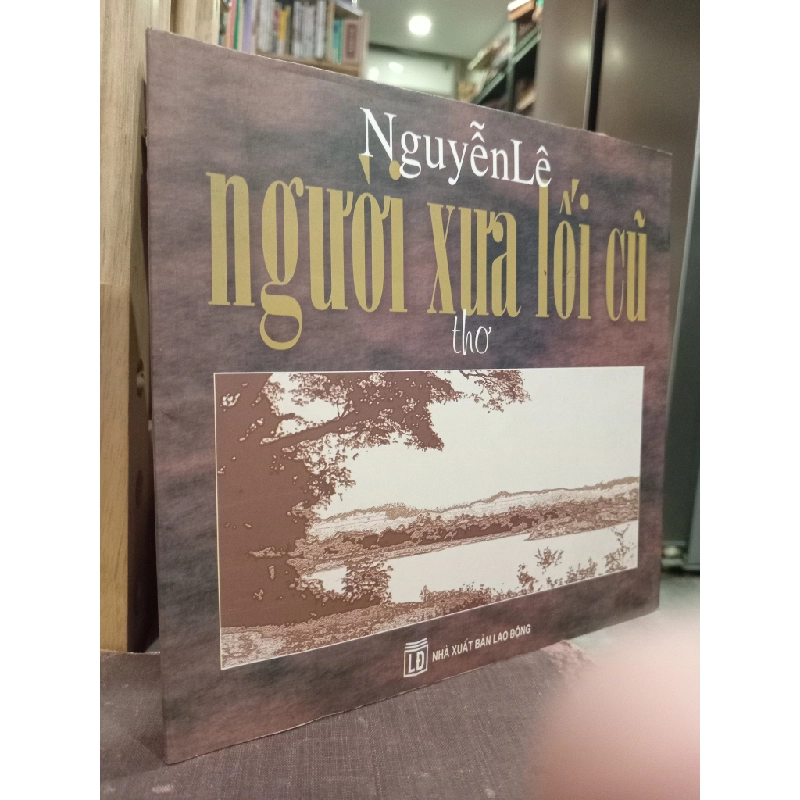 NguyễnLê
người xưa lối cũ
thơ
LĐ NHÀ XUẤT BẢN LAO ĐỘNG